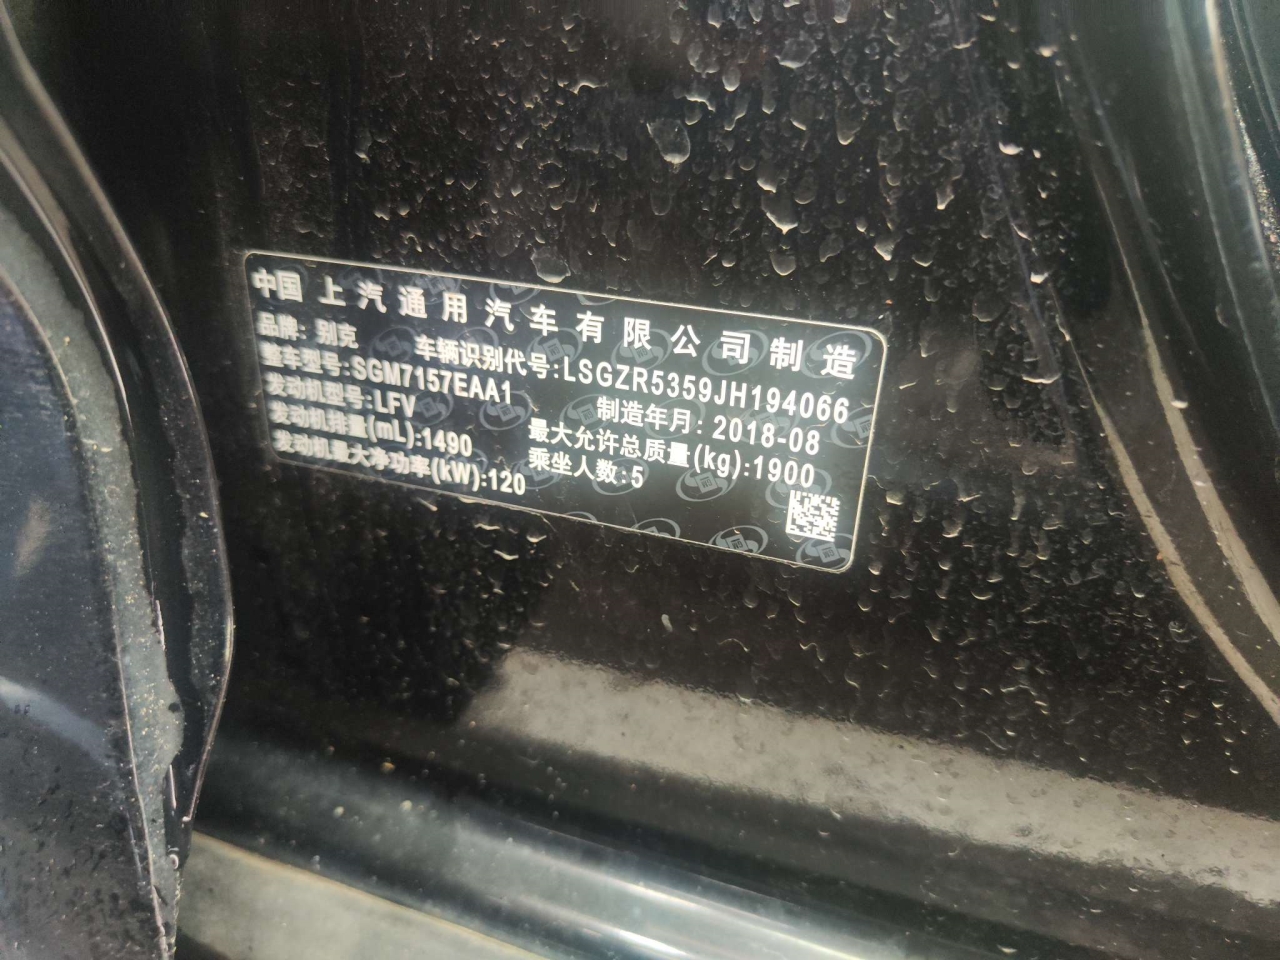 中国上汽通用汽车有限公司制造
品牌: 别克 车辆识别代号:LSGZR5359JH194066
整车型号:SGM7157EAA1 制造年月: 2018-08
发动机型号:LFV 最大允许总质量(kg):1900
发动机排量(mL):1490 乘坐人数:5
发动机最大净功率(kW):120